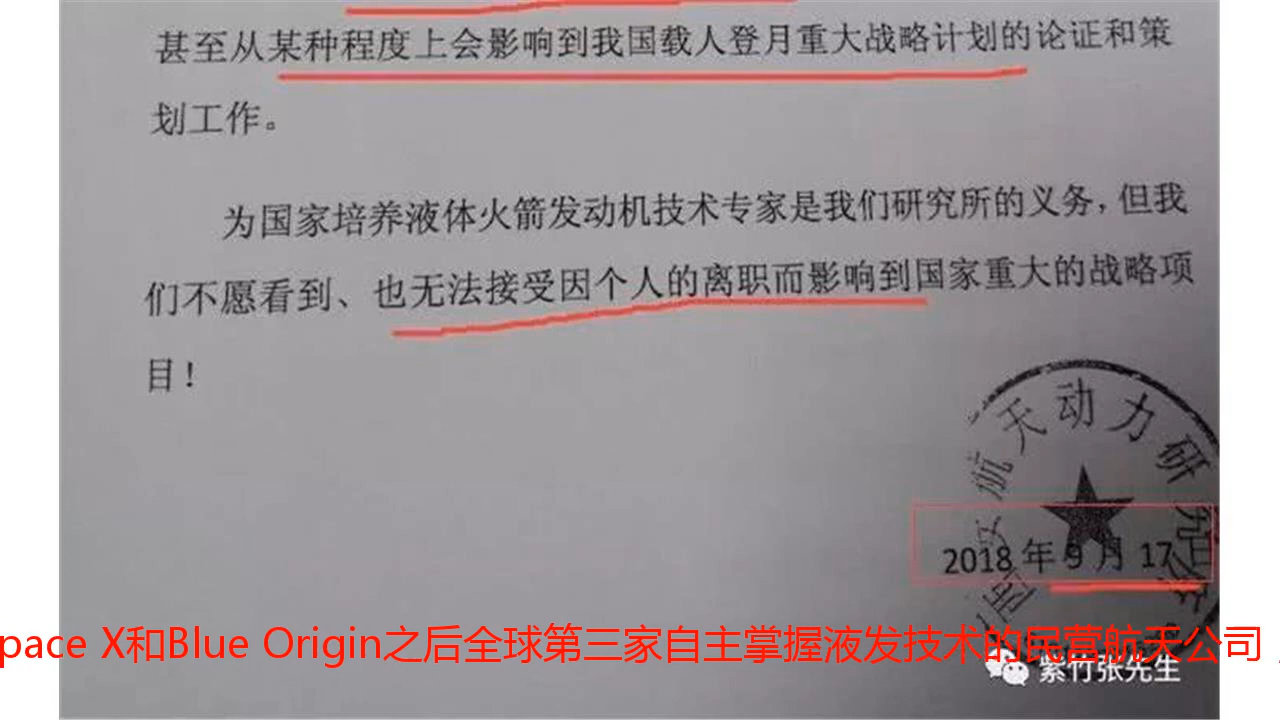 甚至从某种程度上会影响到我国载人登月重大战略计划的论证和策
划工作。
为国家培养液体火箭发动机技术专家是我们研究所的义务，但我
们不愿看到、也无法接受因个人的离职而影响到国家重大的战略项
目！
西安航天动力研究所
2018年9月17日
pace X和Blue Origin之后全球第三家自主掌握液发技术的民营航天公司
紫竹张先生